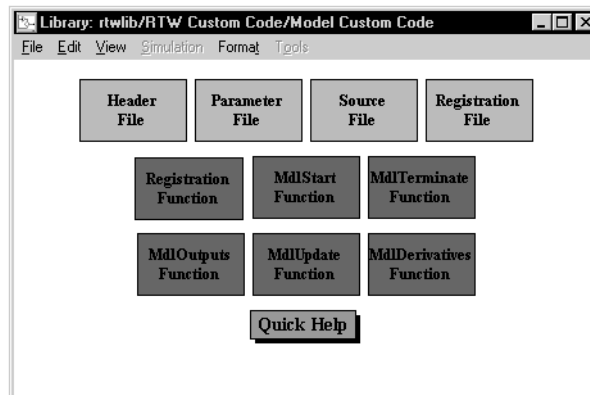 Library: rtwlib/RTW Custom Code/Model Custom Code
File Edit View Simulation Format Tools
Header File
Parameter File
Source File
Registration File
Registration Function
MdlStart Function
MdlTerminate Function
MdlOutputs Function
MdlUpdate Function
MdlDerivatives Function
Quick Help